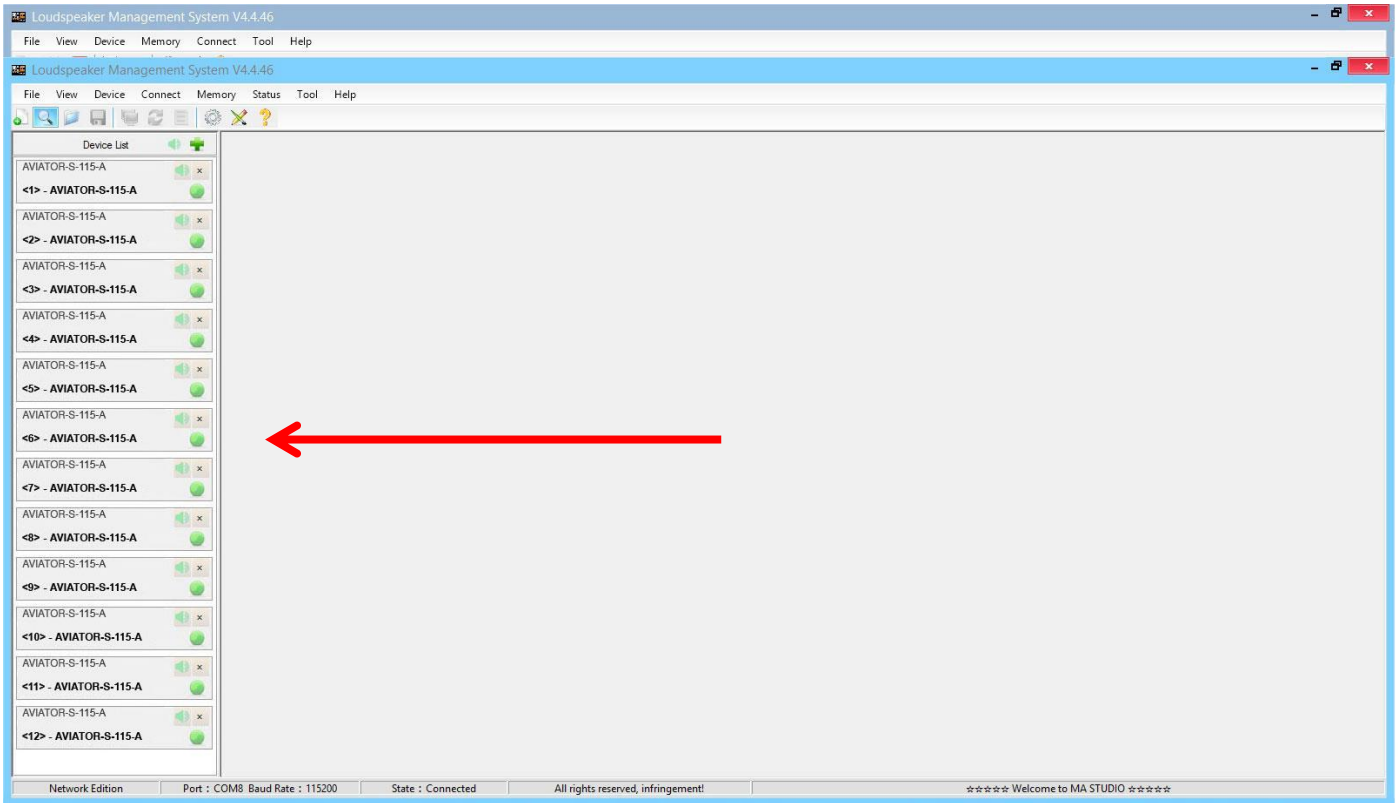 Loudspeaker Management System V4.4.46
File View Device Memory Connect Tool Help
Loudspeaker Management System V4.4.46
File View Device Connect Memory Status Tool Help
Device List
AVIATOR-S-115-A
<1> - AVIATOR-S-115-A
AVIATOR-S-115-A
<2> - AVIATOR-S-115-A
AVIATOR-S-115-A
<3> - AVIATOR-S-115-A
AVIATOR-S-115-A
<4> - AVIATOR-S-115-A
AVIATOR-S-115-A
<5> - AVIATOR-S-115-A
AVIATOR-S-115-A
<6> - AVIATOR-S-115-A
AVIATOR-S-115-A
<7> - AVIATOR-S-115-A
AVIATOR-S-115-A
<8> - AVIATOR-S-115-A
AVIATOR-S-115-A
<9> - AVIATOR-S-115-A
AVIATOR-S-115-A
<10> - AVIATOR-S-115-A
AVIATOR-S-115-A
<11> - AVIATOR-S-115-A
AVIATOR-S-115-A
<12> - AVIATOR-S-115-A
Network Edition Port : COM8 Baud Rate : 115200 State : Connected All rights reserved, infringement! ☆☆☆☆☆ Welcome to MA STUDIO ☆☆☆☆☆